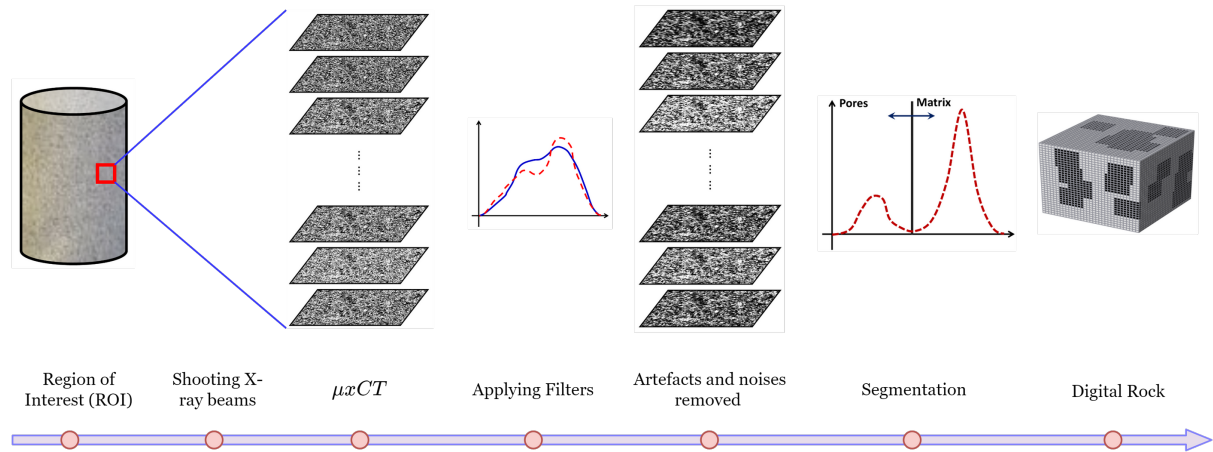 Pores
Matrix
Region of
Interest (ROI)
Shooting X-
ray beams
μxCT
Applying Filters
Artefacts and noises
removed
Segmentation
Digital Rock